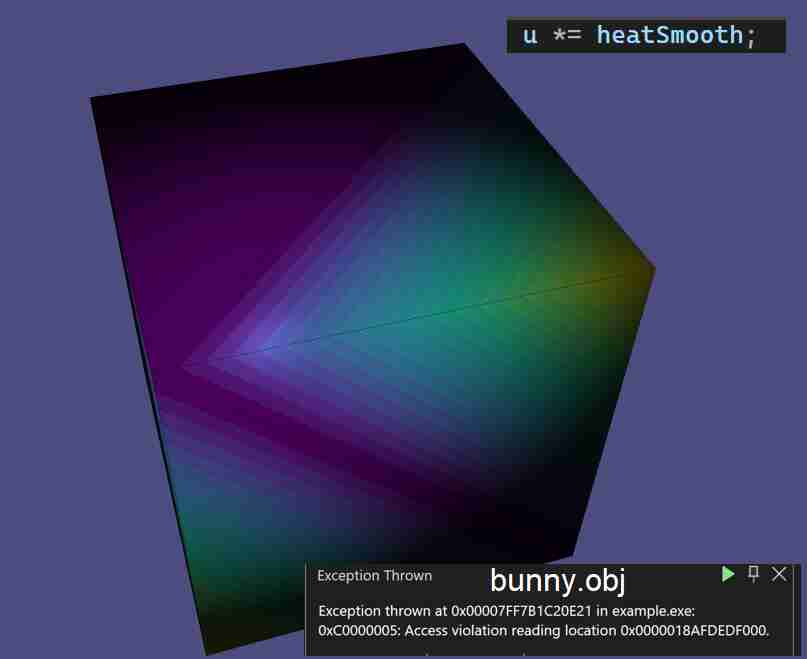 u *= heatSmooth;
Exception Thrown
bunny.obj
Exception thrown at 0x00007FF7B1C20E21 in example.exe:
0xC0000005: Access violation reading location 0x0000018AFDEDF000.